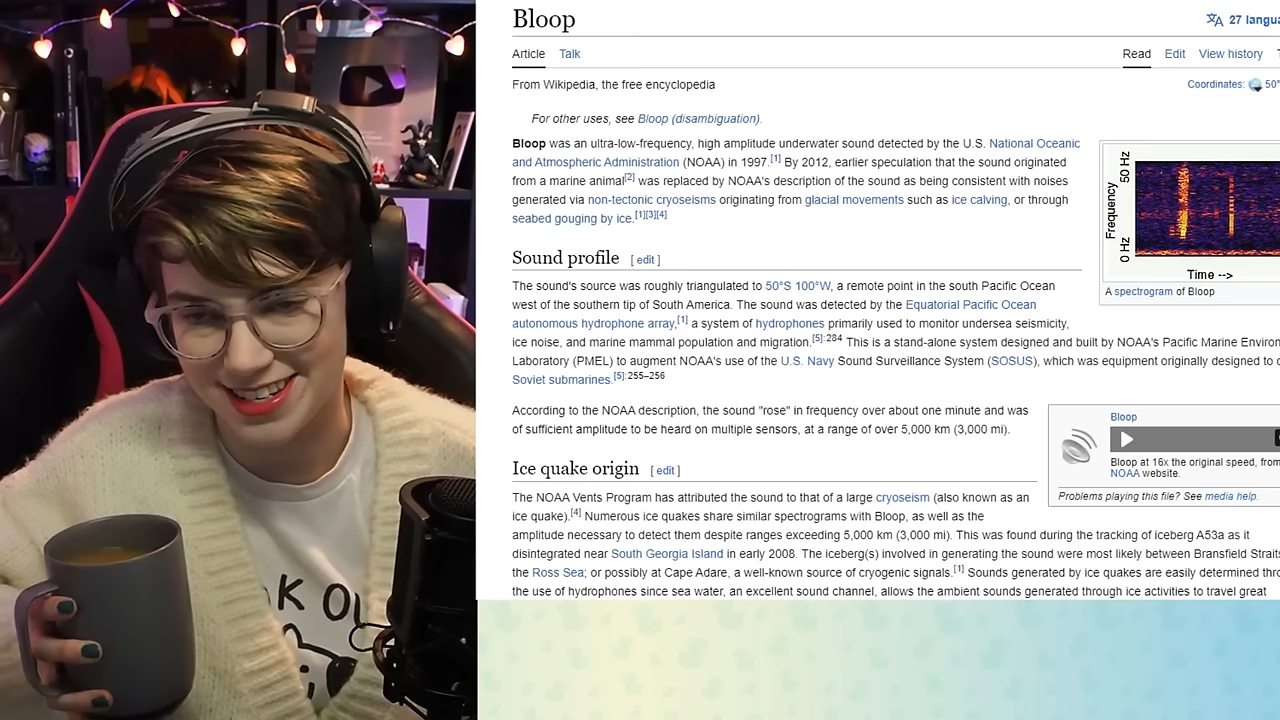 Bloop
27 langua
Article Talk Read Edit View history
From Wikipedia, the free encyclopedia
Coordinates: 50°
For other uses, see Bloop (disambiguation).
Bloop was an ultra-low-frequency, high amplitude underwater sound detected by the U.S. National Oceanic
and Atmospheric Administration (NOAA) in 1997.[1] By 2012, earlier speculation that the sound originated
from a marine animal[2] was replaced by NOAA's description of the sound as being consistent with noises
generated via non-tectonic cryoseisms originating from glacial movements such as ice calving, or through
seabed gouging by ice.[1][3][4]
50 Hz
Frequency
0 Hz
Time -->
A spectrogram of Bloop
Sound profile [ edit ]
The sound's source was roughly triangulated to 50°S 100°W, a remote point in the south Pacific Ocean
west of the southern tip of South America. The sound was detected by the Equatorial Pacific Ocean
autonomous hydrophone array,[1] a system of hydrophones primarily used to monitor undersea seismicity,
ice noise, and marine mammal population and migration.[5]:284 This is a stand-alone system designed and built by NOAA's Pacific Marine Environ
Laboratory (PMEL) to augment NOAA's use of the U.S. Navy Sound Surveillance System (SOSUS), which was equipment originally designed to d
Soviet submarines.[5]:255–256
According to the NOAA description, the sound "rose" in frequency over about one minute and was
of sufficient amplitude to be heard on multiple sensors, at a range of over 5,000 km (3,000 mi).
Bloop
Bloop at 16x the original speed, from
NOAA website.
Problems playing this file? See media help.
Ice quake origin [ edit ]
The NOAA Vents Program has attributed the sound to that of a large cryoseism (also known as an
ice quake).[4] Numerous ice quakes share similar spectrograms with Bloop, as well as the
amplitude necessary to detect them despite ranges exceeding 5,000 km (3,000 mi). This was found during the tracking of iceberg A53a as it
disintegrated near South Georgia Island in early 2008. The iceberg(s) involved in generating the sound were most likely between Bransfield Straits
the Ross Sea; or possibly at Cape Adare, a well-known source of cryogenic signals.[1] Sounds generated by ice quakes are easily determined thro
the use of hydrophones since sea water, an excellent sound channel, allows the ambient sounds generated through ice activities to travel great
K OU